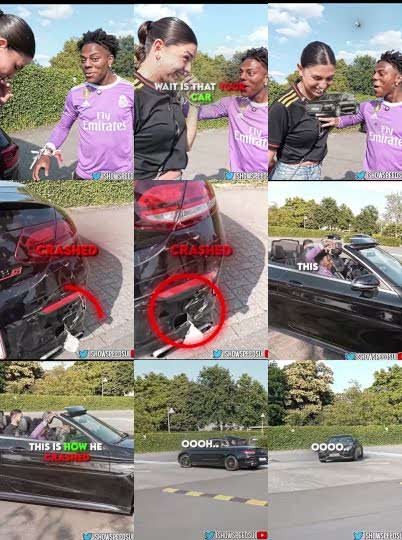 Fly
Emirates
ISHOWSPEEDSUI
WAIT IS THAT YOUR
CAR
Fly
Emirates
ISHOWSPEEDSUI
Fly
Emirates
ISHOWSPEEDSUI
CRASHED
ISHOWSPEEDSUI
CRASHED
ISHOWSPEEDSUI
THIS
ISHOWSPEEDSUI
THIS IS HOW HE
CRASHED
ISHOWSPEEDSUI
OOOH..
ISHOWSPEEDSUI
OOOO..
ISHOWSPEEDSUI